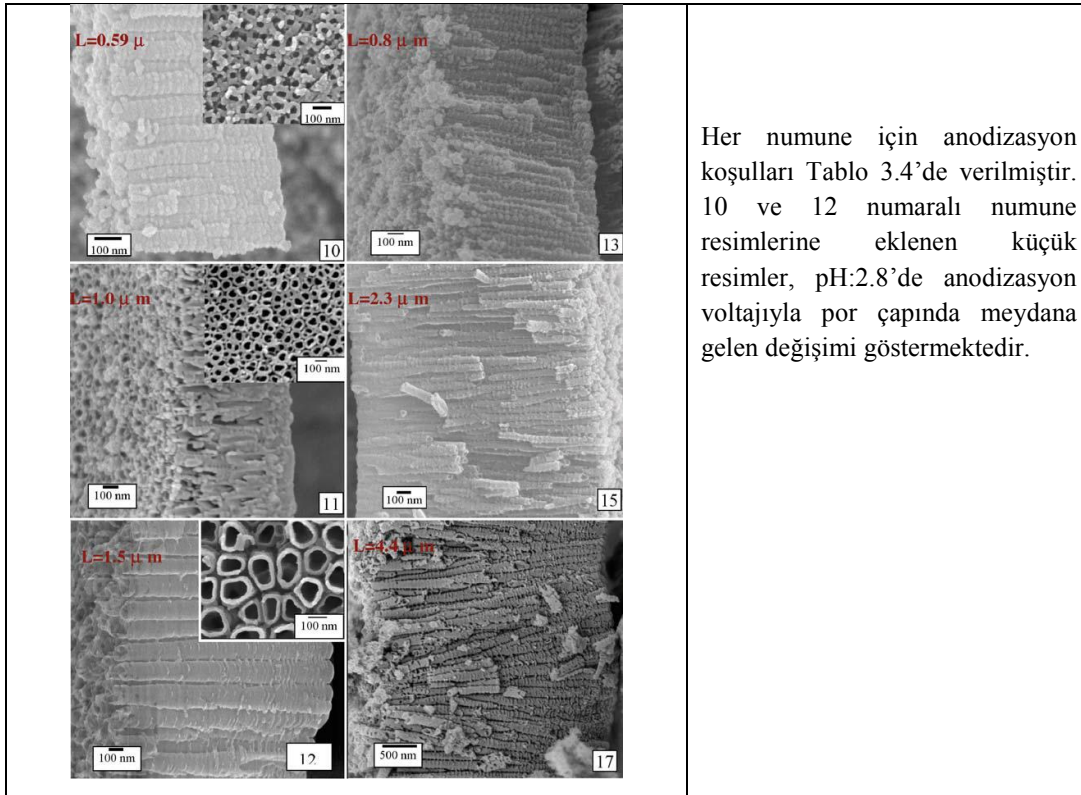 L=0.59 μ
100 nm
100 nm
10
L=0.8 μ m
100 nm
13
L=1.0 μ m
100 nm
100 nm
11
L=2.3 μ m
100 nm
15
L=1.5 μ m
100 nm
100 nm
12
L=4.4 μ m
500 nm
17
Her numune için anodizasyon
koşulları Tablo 3.4’de verilmiştir.
10 ve 12 numaralı numune
resimlerine eklenen küçük
resimler, pH:2.8’de anodizasyon
voltajıyla por çapında meydana
gelen değişimi göstermektedir.